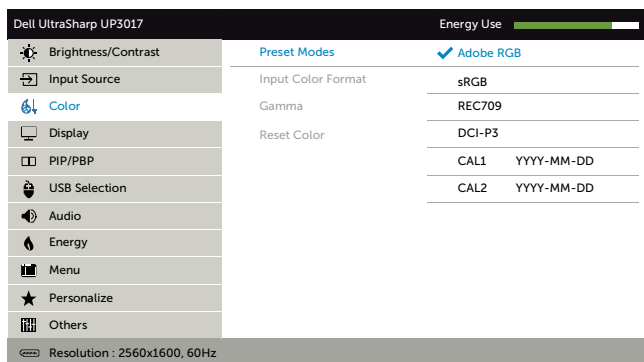 Dell UltraSharp UP3017 Energy Use
Brightness/Contrast Preset Modes Adobe RGB
Input Source Input Color Format sRGB
Color Gamma REC709
Display Reset Color DCI-P3
PIP/PBP CAL1 YYYY-MM-DD
USB Selection CAL2 YYYY-MM-DD
Audio
Energy
Menu
Personalize
Others
Resolution : 2560x1600, 60Hz